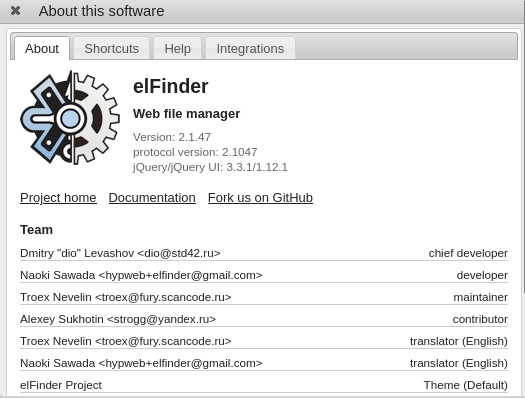 ✖ About this software
About Shortcuts Help Integrations
elFinder
Web file manager
Version: 2.1.47
protocol version: 2.1047
jQuery/jQuery UI: 3.3.1/1.12.1
Project home Documentation Fork us on GitHub
Team
Dmitry "dio" Levashov <dio@std42.ru> chief developer
Naoki Sawada <hypweb+elfinder@gmail.com> developer
Troex Nevelin <troex@fury.scancode.ru> maintainer
Alexey Sukhotin <strogg@yandex.ru> contributor
Troex Nevelin <troex@fury.scancode.ru> translator (English)
Naoki Sawada <hypweb+elfinder@gmail.com> translator (English)
elFinder Project Theme (Default)